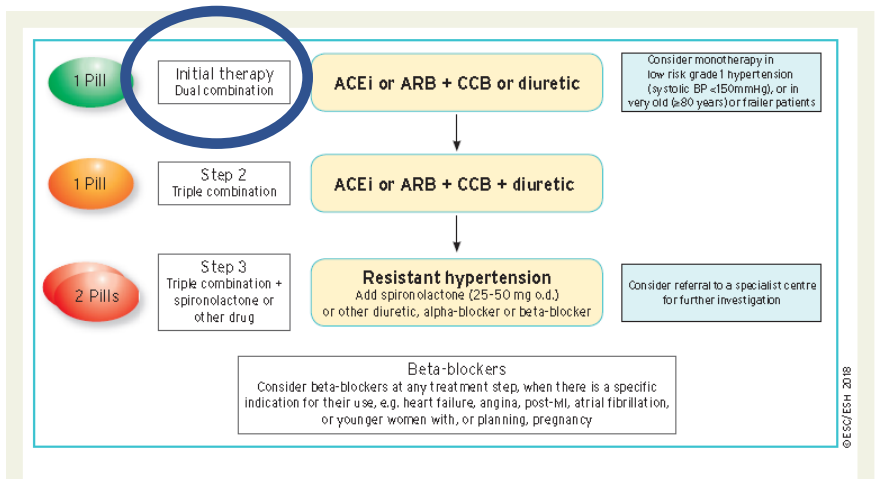 1 Pill
Initial therapy
Dual combination
ACEi or ARB + CCB or diuretic
Consider monotherapy in
low risk grade 1 hypertension
(systolic BP <150mmHg), or in
very old (≥80 years) or frailer patients
1 Pill
Step 2
Triple combination
ACEi or ARB + CCB + diuretic
2 Pills
Step 3
Triple combination +
spironolactone or
other drug
Resistant hypertension
Add spironolactone (25-50 mg o.d.)
or other diuretic, alpha-blocker or beta-blocker
Consider referral to a specialist centre
for further investigation
Beta-blockers
Consider beta-blockers at any treatment step, when there is a specific
indication for their use, e.g. heart failure, angina, post-MI, atrial fibrillation,
or younger women with, or planning, pregnancy
©ESC/ESH 2018